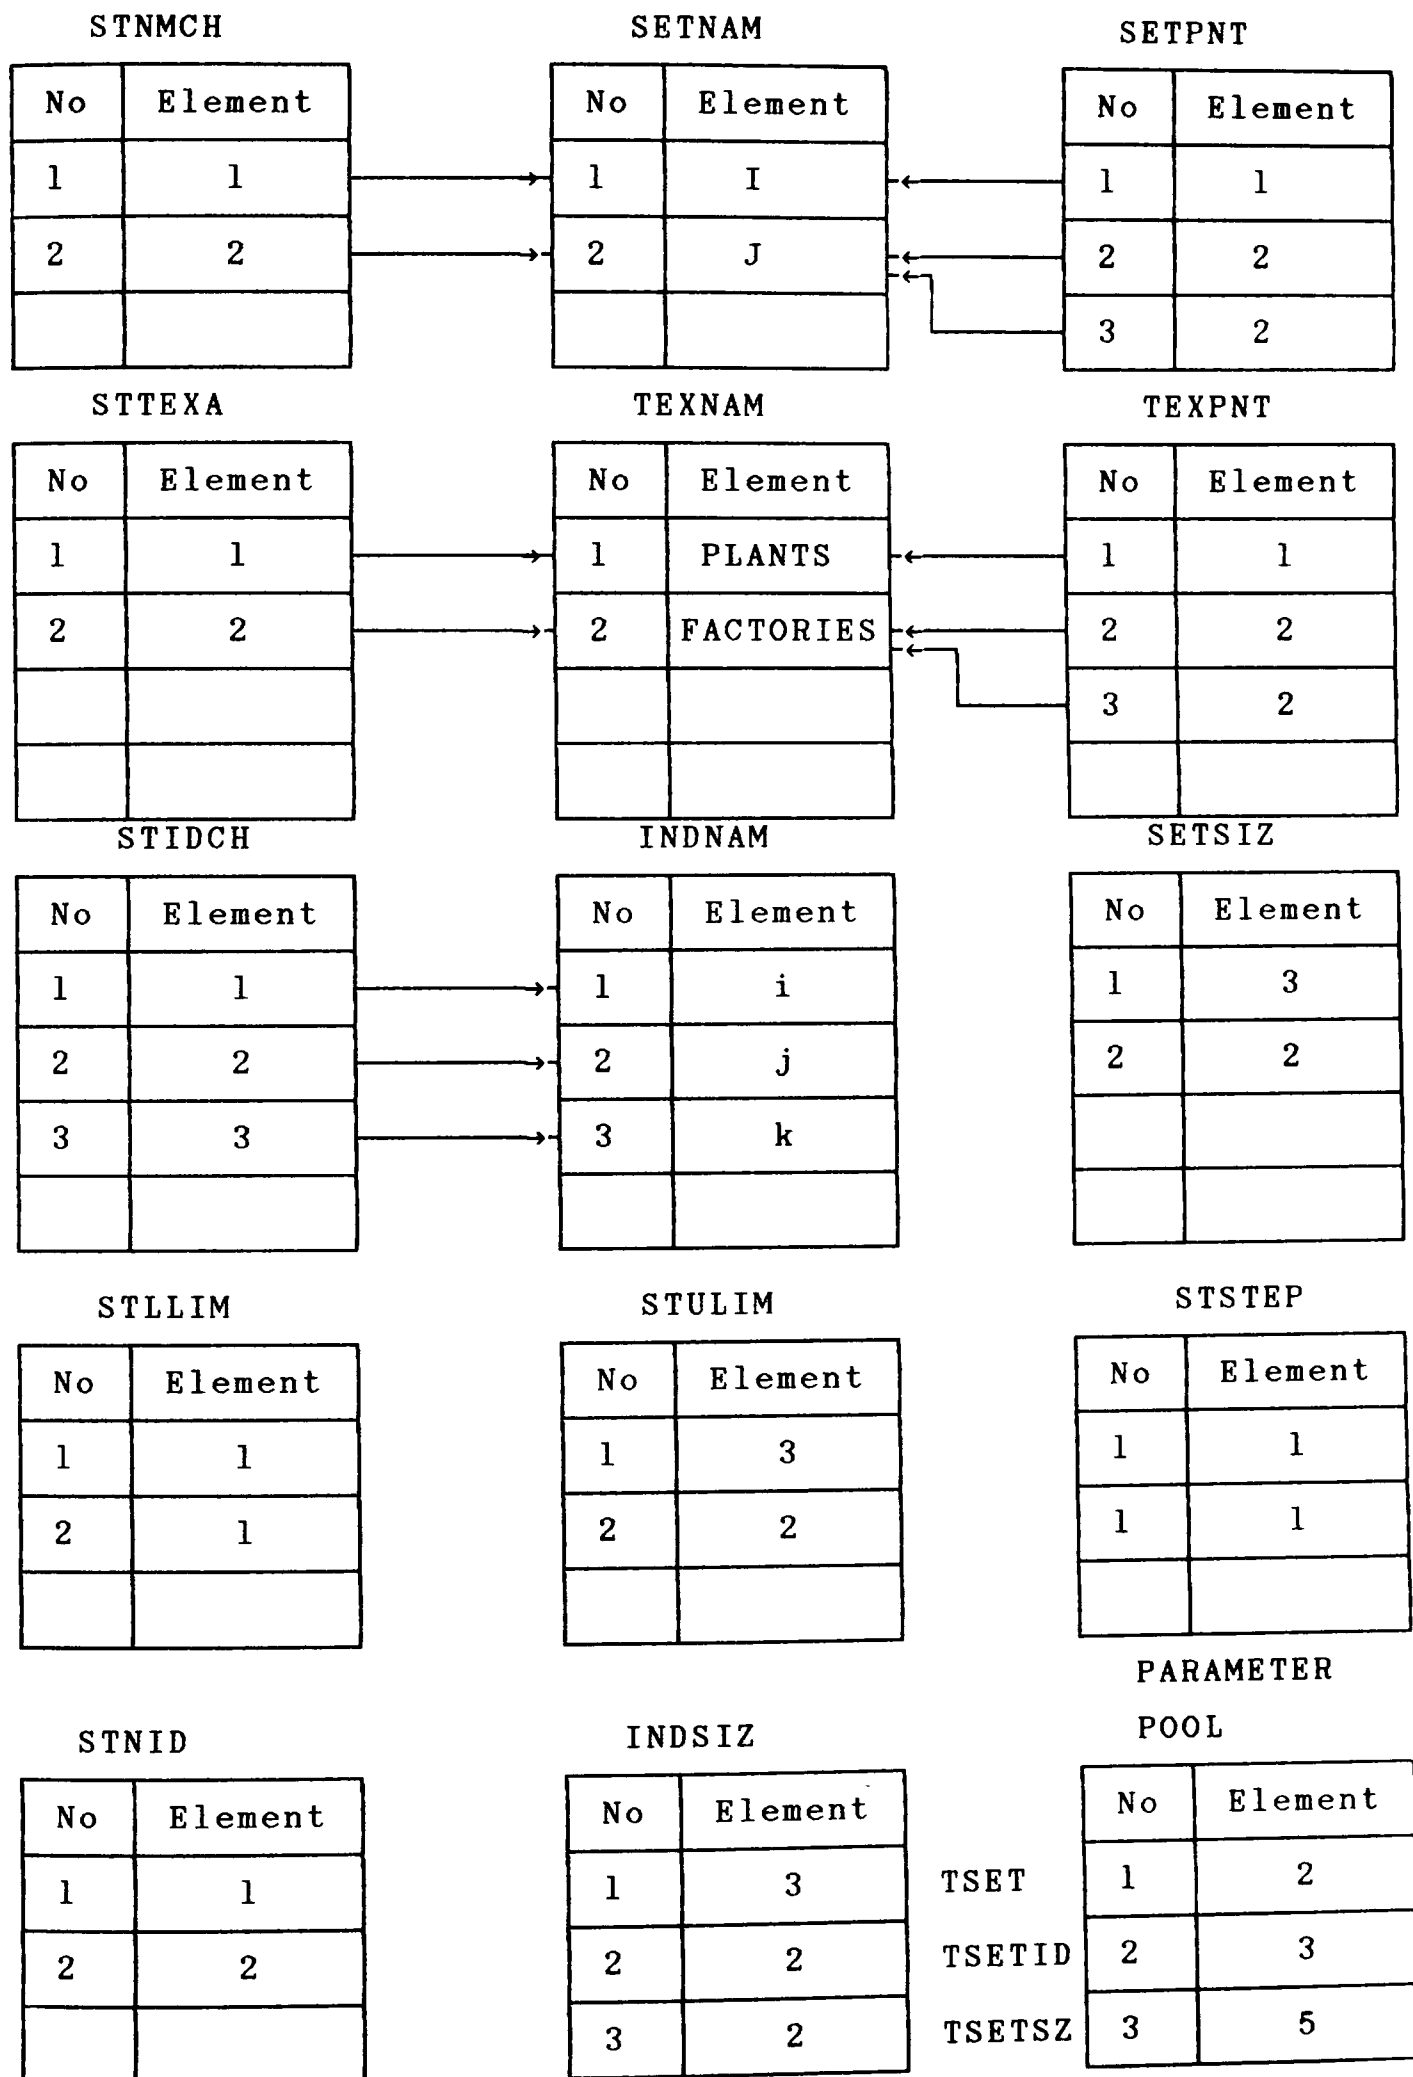 STNMCH SETNAM SETPNT
No Element No Element No Element
1 1 1 I 1 1
2 2 2 J 2 2
3 2
STTEXA TEXNAM TEXPNT
No Element No Element No Element
1 1 1 PLANTS 1 1
2 2 2 FACTORIES 2 2
3 2
STIDCH INDNAM SETSIZ
No Element No Element No Element
1 1 1 i 1 3
2 2 2 j 2 2
3 3 3 k
STLLIM STULIM STSTEP
No Element No Element No Element
1 1 1 3 1 1
2 1 2 2 1 1
PARAMETER
STNID INDSIZ POOL
No Element No Element No Element
1 1 1 3 TSET 1 2
2 2 2 2 TSETID 2 3
3 2 TSETSZ 3 5